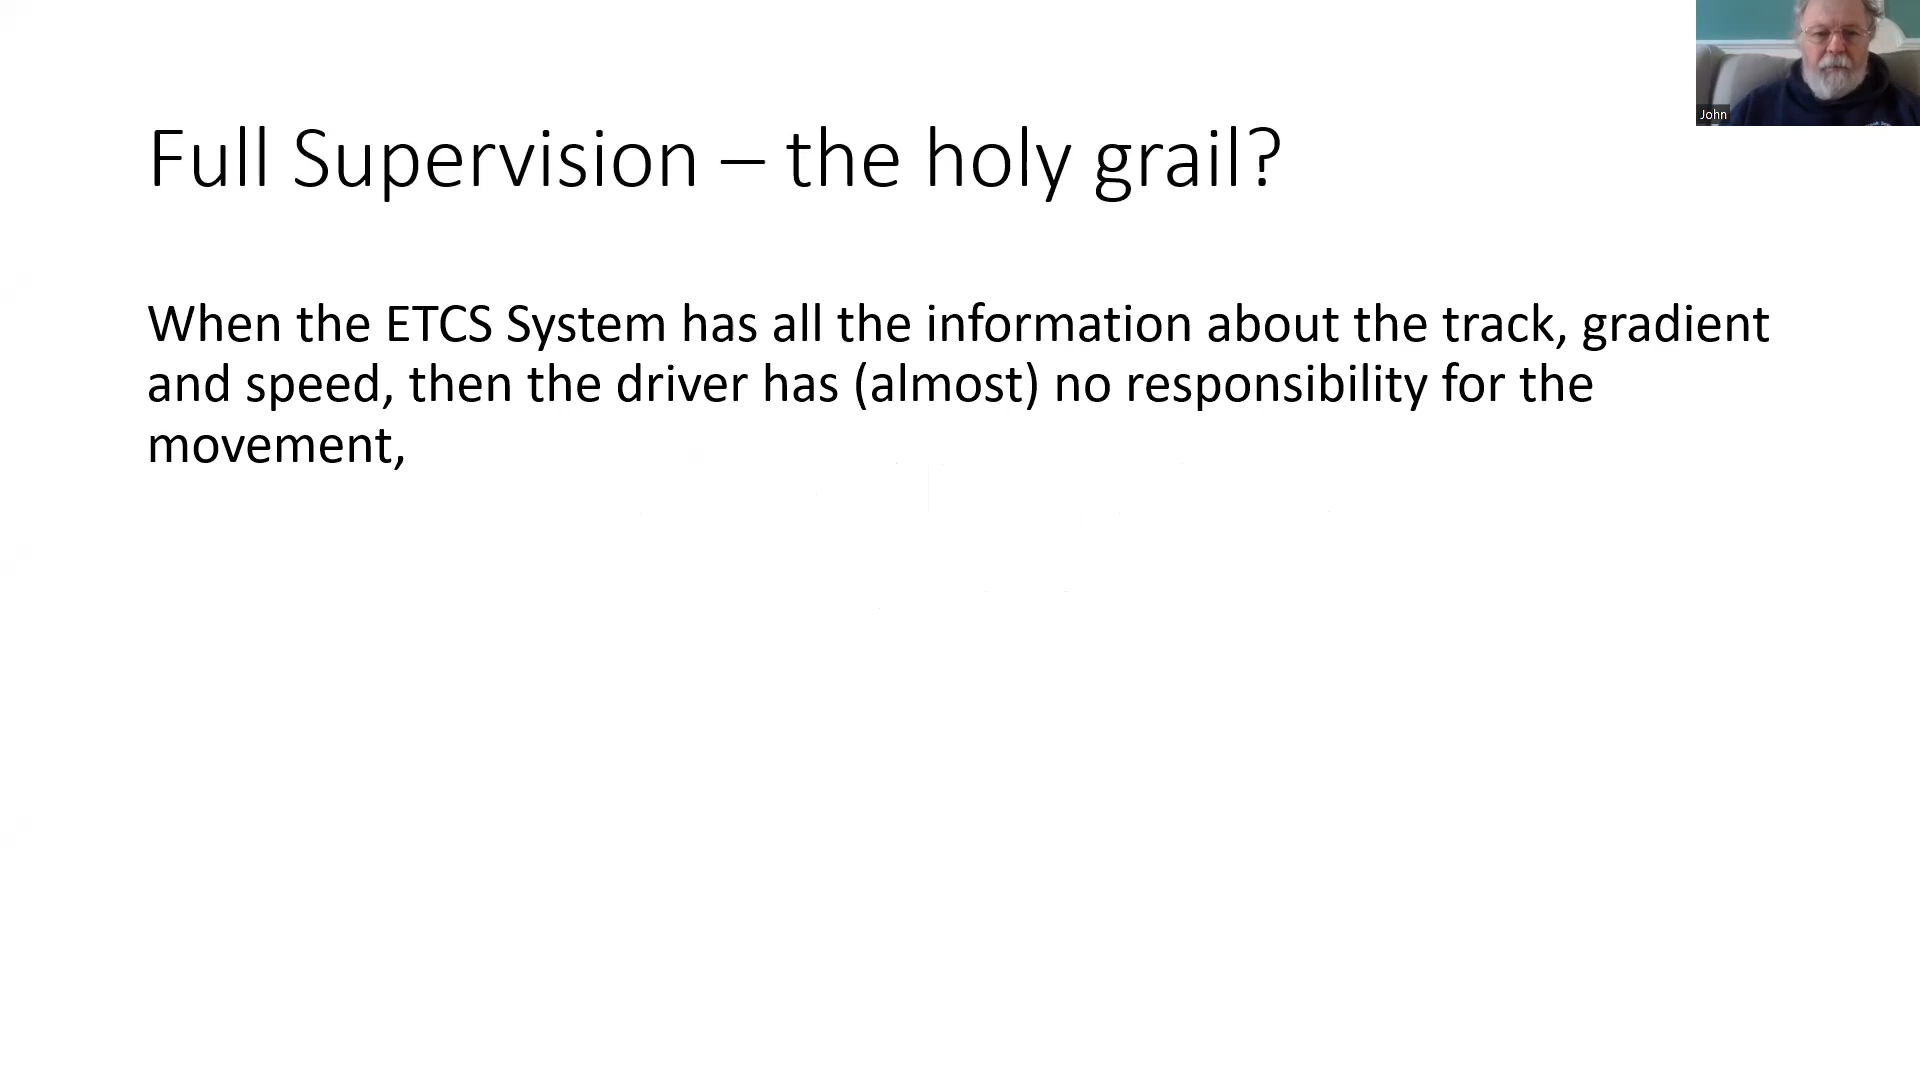 Full Supervision – the holy grail?
When the ETCS System has all the information about the track, gradient
and speed, then the driver has (almost) no responsibility for the
movement,
John